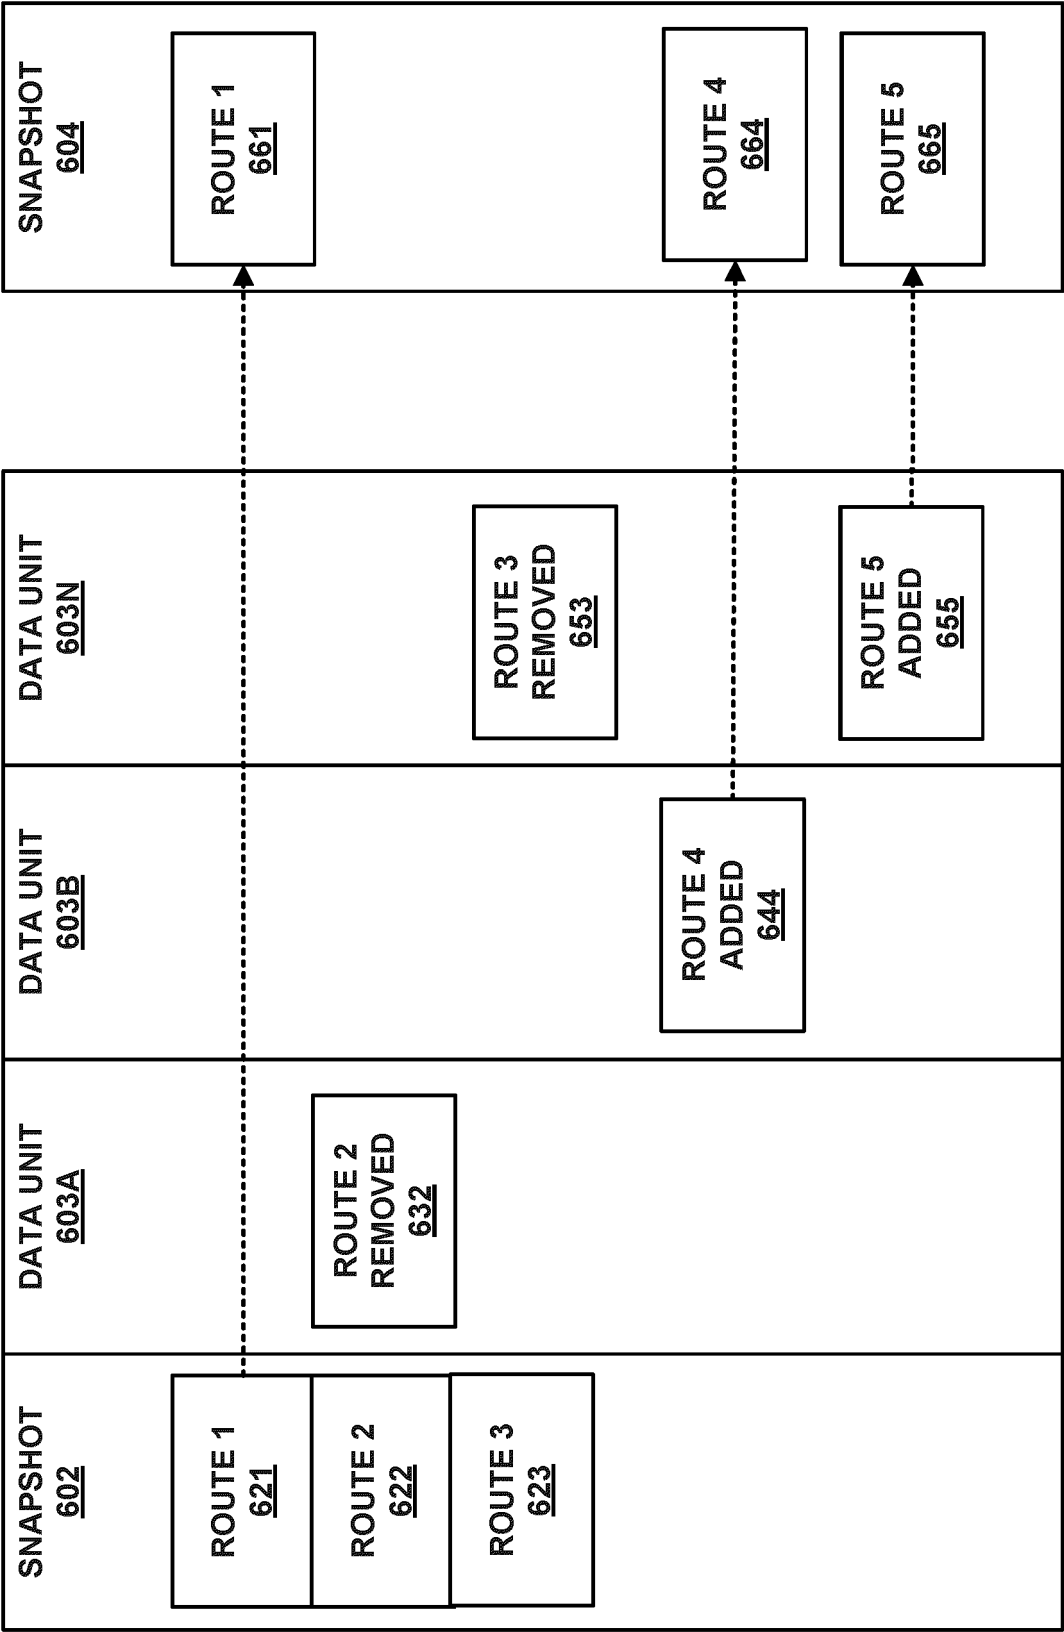 SNAPSHOT
602
ROUTE 1
621
ROUTE 2
622
ROUTE 3
623
DATA UNIT
603A
ROUTE 2
REMOVED
632
DATA UNIT
603B
ROUTE 4
ADDED
644
DATA UNIT
603N
ROUTE 3
REMOVED
653
ROUTE 5
ADDED
655
SNAPSHOT
604
ROUTE 1
661
ROUTE 4
664
ROUTE 5
665